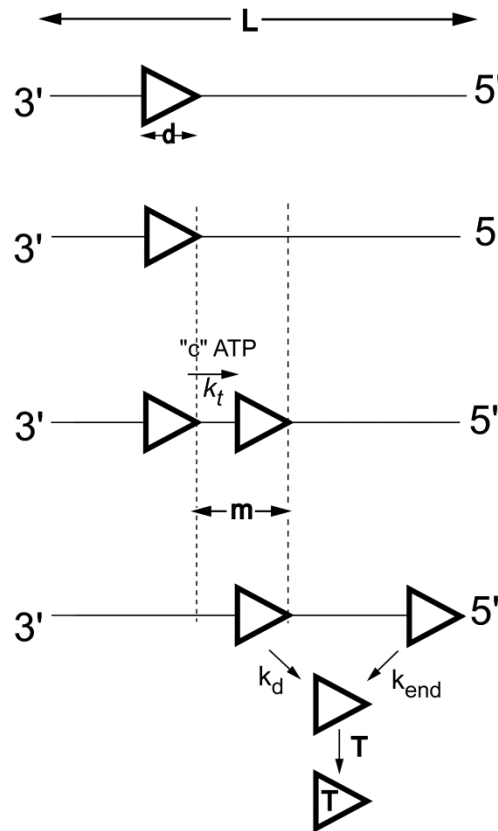 L
3' 5'
d
3' 5
"c" ATP
k_t
3' 5'
m
3' 5'
k_d k_end
T
T